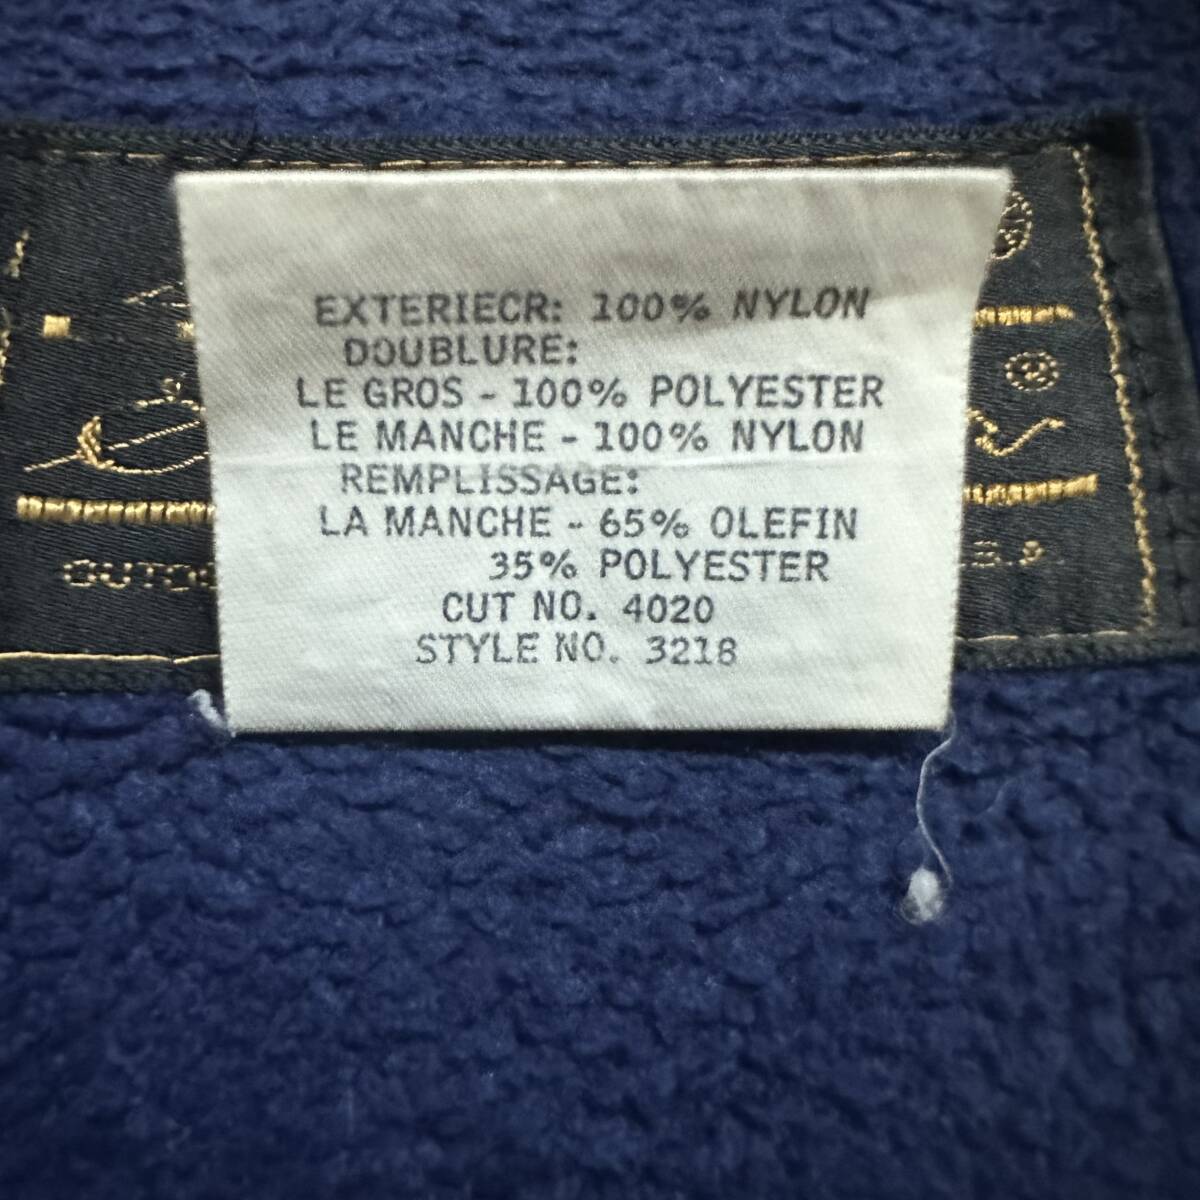 EXTERIECR: 100% NYLON
DOUBLURE:
LE GROS - 100% POLYESTER
LE MANCHE - 100% NYLON
REMPLISSAGE:
LA MANCHE - 65% OLEFIN
35% POLYESTER
CUT NO. 4020
STYLE NO. 3218